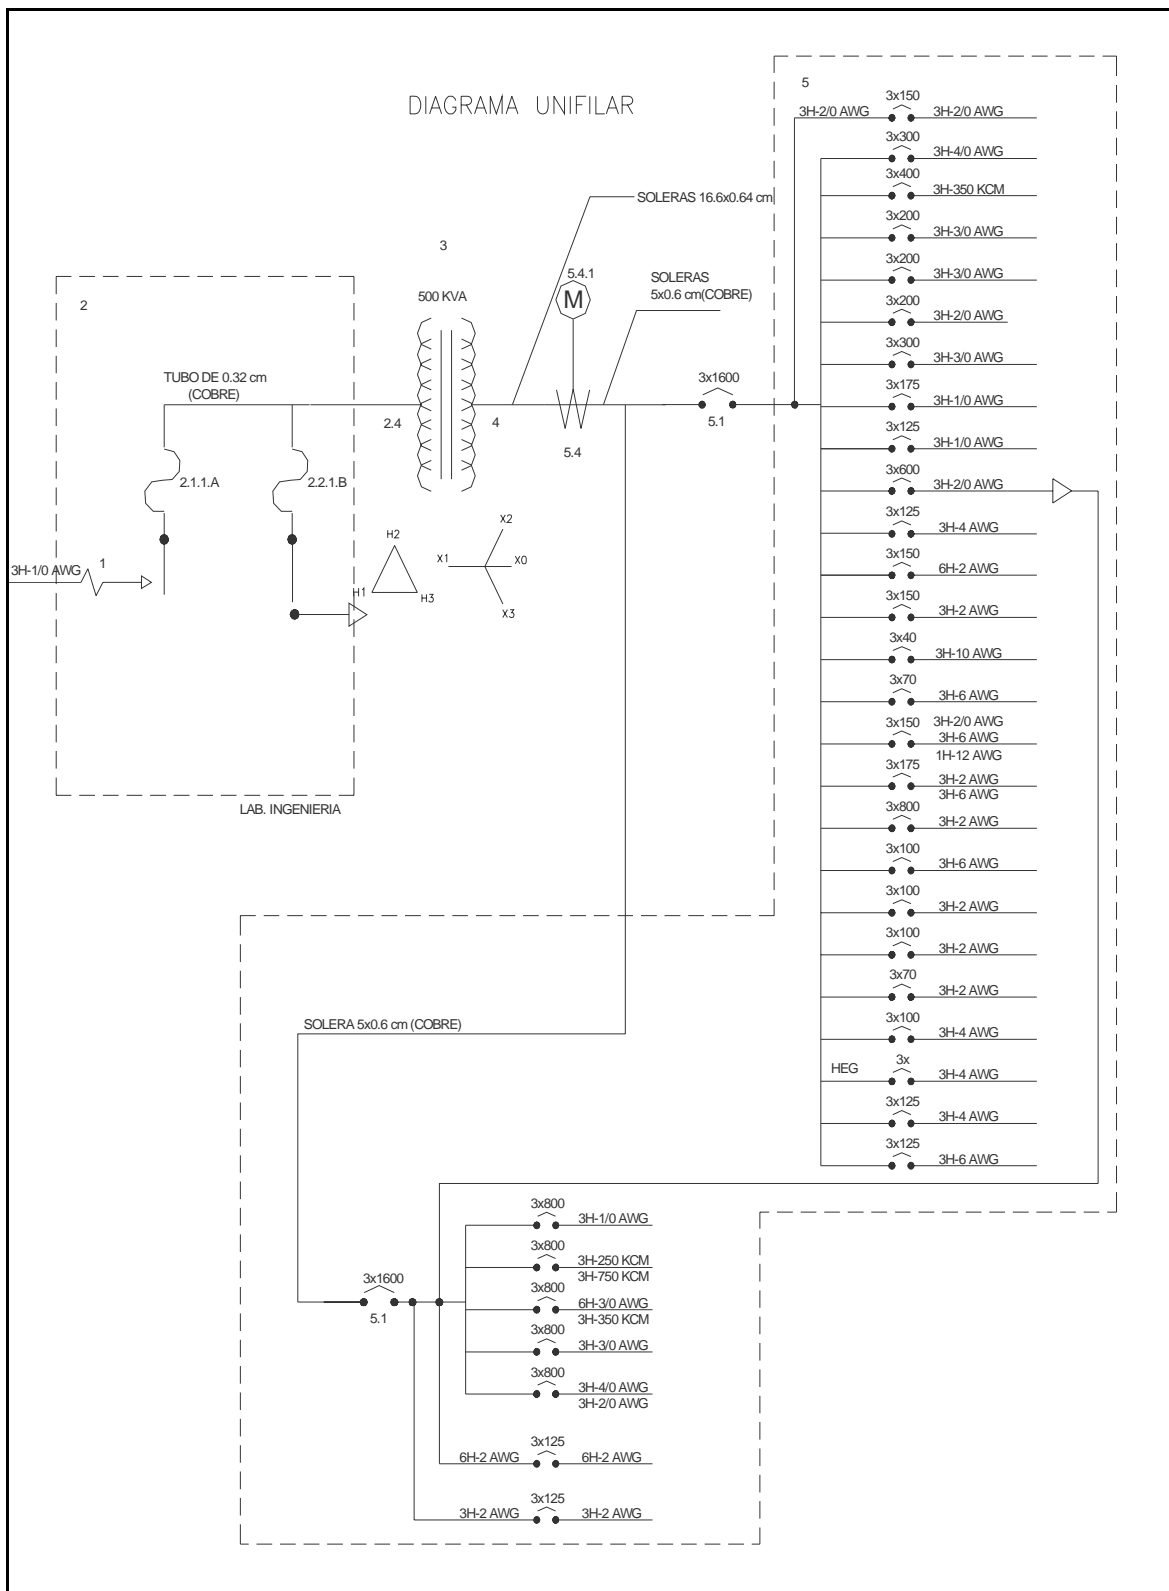 DIAGRAMA UNIFILAR
5
3x150
3H-2/0 AWG
3H-2/0 AWG
3x300
3H-4/0 AWG
3x400
3H-350 KCM
3x200
3H-3/0 AWG
3x200
3H-3/0 AWG
3x200
3H-2/0 AWG
3x300
3H-3/0 AWG
3x175
3H-1/0 AWG
3x125
3H-1/0 AWG
3x600
3H-2/0 AWG
3x125
3H-4 AWG
3x150
6H-2 AWG
3x150
3H-2 AWG
3x40
3H-10 AWG
3x70
3H-6 AWG
3x150
3H-2/0 AWG
3H-6 AWG
1H-12 AWG
3x175
3H-2 AWG
3H-6 AWG
3x800
3H-2 AWG
3x100
3H-6 AWG
3x100
3H-2 AWG
3x100
3H-2 AWG
3x70
3H-2 AWG
3x100
3H-4 AWG
HEG
3x
3H-4 AWG
3x125
3H-4 AWG
3x125
3H-6 AWG
SOLERAS 16.6x0.64 cm
3
5.4.1
M
SOLERAS
5x0.6 cm(COBRE)
2
500 KVA
TUBO DE 0.32 cm
(COBRE)
3x1600
2.4
4
5.4
5.1
2.1.1.A
2.2.1.B
3H-1/0 AWG
1
H2
H1
H3
X2
X1
X0
X3
LAB. INGENIERIA
SOLERA 5x0.6 cm (COBRE)
3x1600
5.1
3x800
3H-1/0 AWG
3x800
3H-250 KCM
3H-750 KCM
3x800
6H-3/0 AWG
3H-350 KCM
3x800
3H-3/0 AWG
3x800
3H-4/0 AWG
3H-2/0 AWG
6H-2 AWG
3x125
6H-2 AWG
3H-2 AWG
3x125
3H-2 AWG